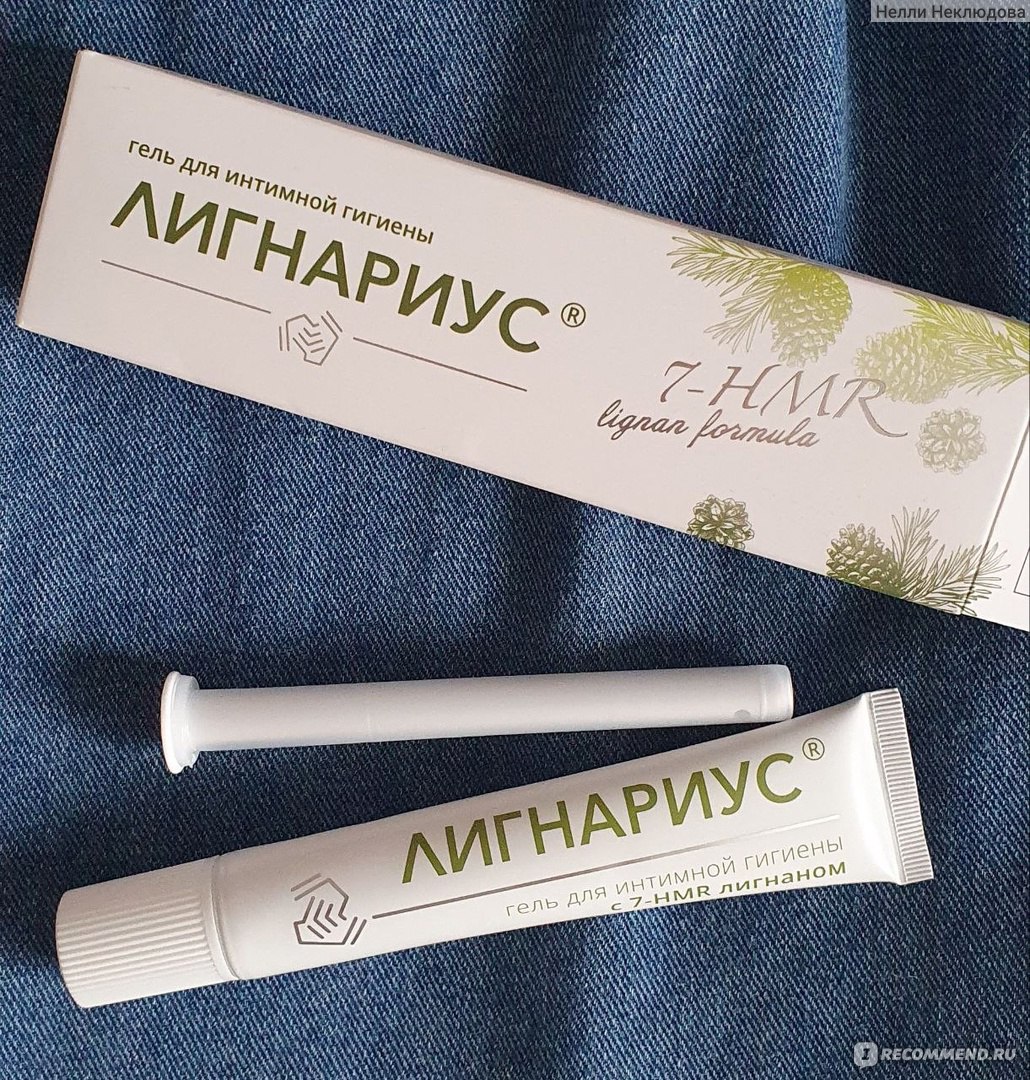 Нелли Неклюдова
гель для интимной гигиены
ЛИГНАРИУС®
7-HMR
lignan formula
ЛИГНАРИУС®
гель для интимной гигиены
с 7-HMR лигнаном
IRECOMMEND.RU